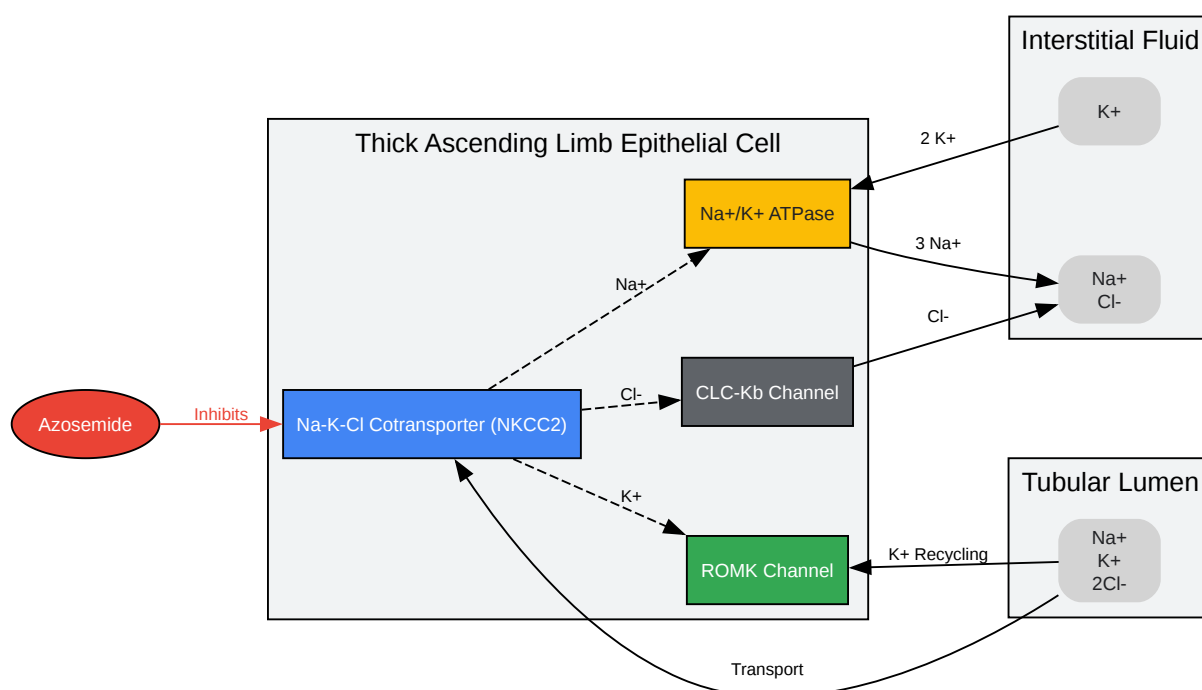 Interstitial Fluid
K+
Thick Ascending Limb Epithelial Cell
2 K+
Na+/K+ ATPase
3 Na+
Na+
Cl-
Na+
Cl-
Cl-
CLC-Kb Channel
Azosemide
Inhibits
Na-K-Cl Cotransporter (NKCC2)
Tubular Lumen
K+
Na+
K+
2Cl-
K+ Recycling
ROMK Channel
Transport